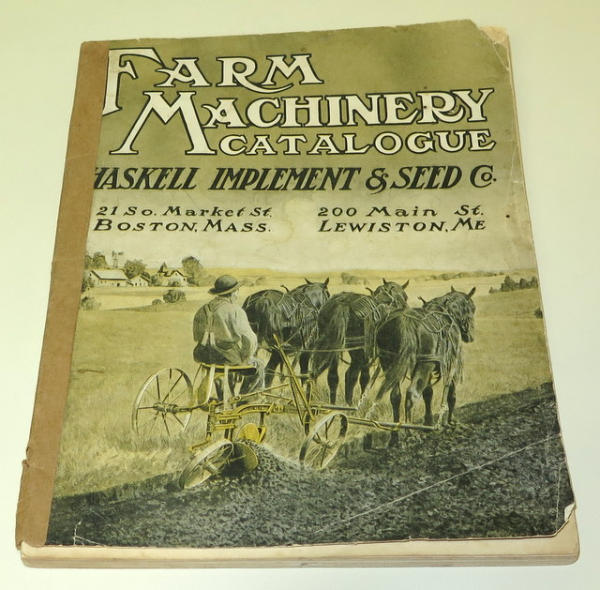 FARM
MACHINERY
CATALOGUE
HASKELL IMPLEMENT & SEED Co.
21 So. Market St. 200 Main St.
BOSTON, MASS. LEWISTON, ME